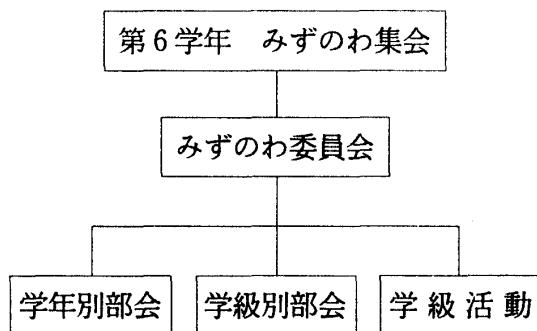 第6学年　みずのわ集会
みずのわ委員会
学年別部会
学級別部会
学級活動